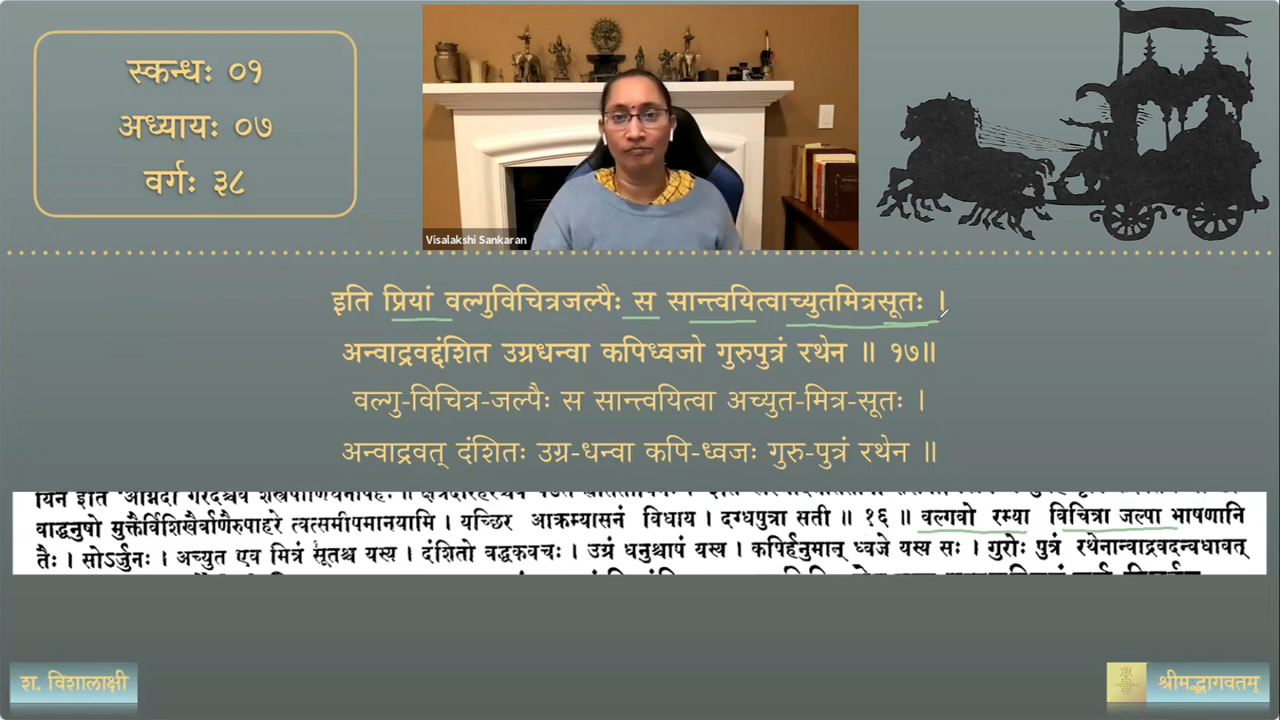 स्कन्धः ०१
अध्यायः ०७
वर्गः ३८
Visalakshi Sankaran
इति प्रियां वल्गुविचित्रजल्पैः स सान्त्वयित्वाच्युतमित्रसूतः ।
अन्वाद्रवद्दंशित उग्रधन्वा कपिध्वजो गुरुपुत्रं रथेन ॥ १७॥
वल्गु-विचित्र-जल्पैः स सान्त्वयित्वा अच्युत-मित्र-सूतः ।
अन्वाद्रवत् दंशितः उग्र-धन्वा कपि-ध्वजः गुरु-पुत्रं रथेन ॥
वाद्धनुषो मुक्तैर्विशिखैर्बाणैरुपाहरे त्वत्समीपमानयामि । यच्छिर आक्रम्यासनं विधाय । दग्धपुत्रा सती ॥ १६ ॥ वल्गवो रम्या विचित्रा जल्पा भाषणानि
तैः । सोऽर्जुनः । अच्युत एव मित्रं सूतश्च यस्य । दंशितो बद्धकवचः । उग्रं धनुश्चापं यस्य । कपिर्हनुमान् ध्वजे यस्य सः । गुरोः पुत्रं रथेनान्वाद्रवदन्वधावत्
श. विशालाक्षी
श्रीमद्भागवतम्